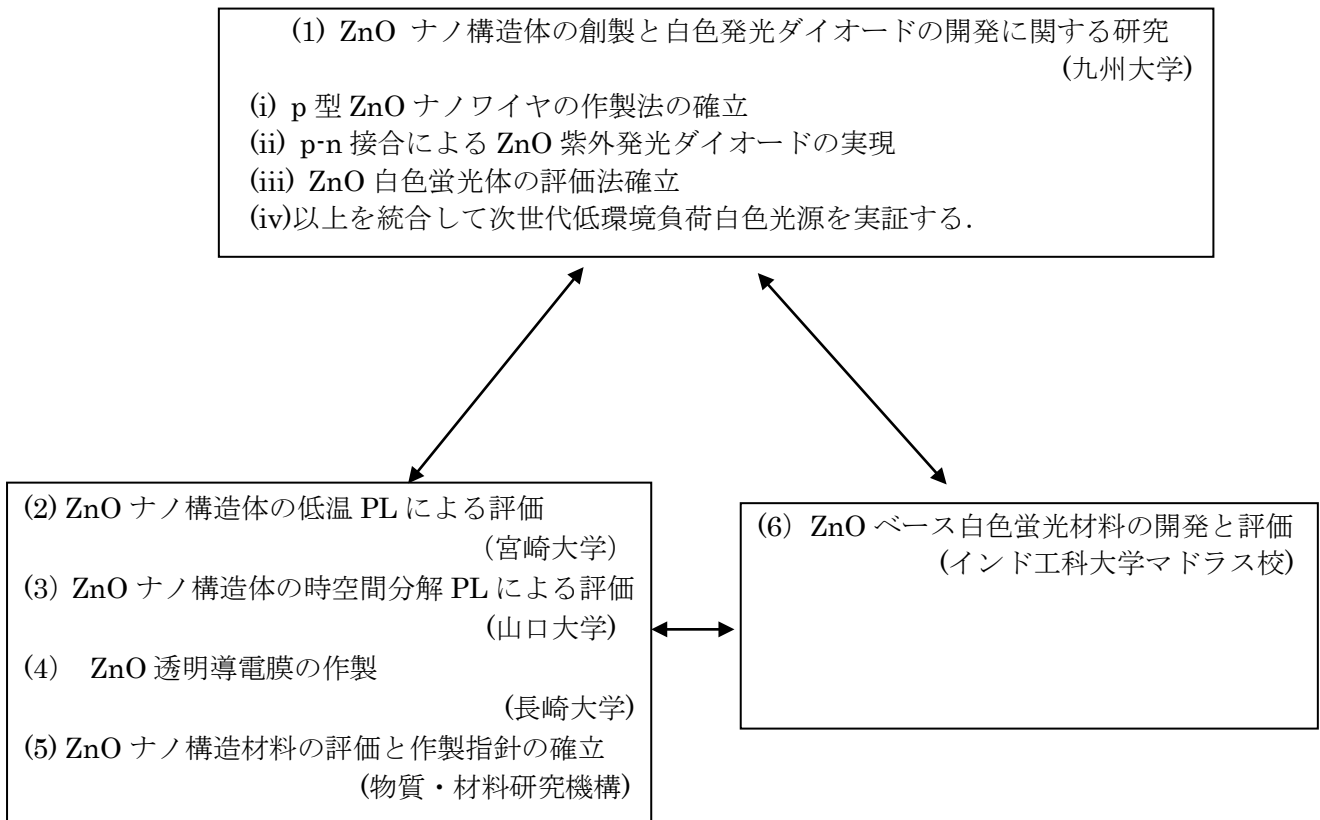 (1) ZnO ナノ構造体の創製と白色発光ダイオードの開発に関する研究
(九州大学)
(i) p 型 ZnO ナノワイヤの作製法の確立
(ii) p-n 接合による ZnO 紫外発光ダイオードの実現
(iii) ZnO 白色蛍光体の評価法確立
(iv)以上を統合して次世代低環境負荷白色光源を実証する.
(2) ZnO ナノ構造体の低温 PL による評価
（宮崎大学）
(3) ZnO ナノ構造体の時空間分解 PL による評価
(山口大学)
(4) ZnO 透明導電膜の作製
(長崎大学)
(5) ZnO ナノ構造材料の評価と作製指針の確立
(物質・材料研究機構)
(6) ZnO ベース白色蛍光材料の開発と評価
(インド工科大学マドラス校)